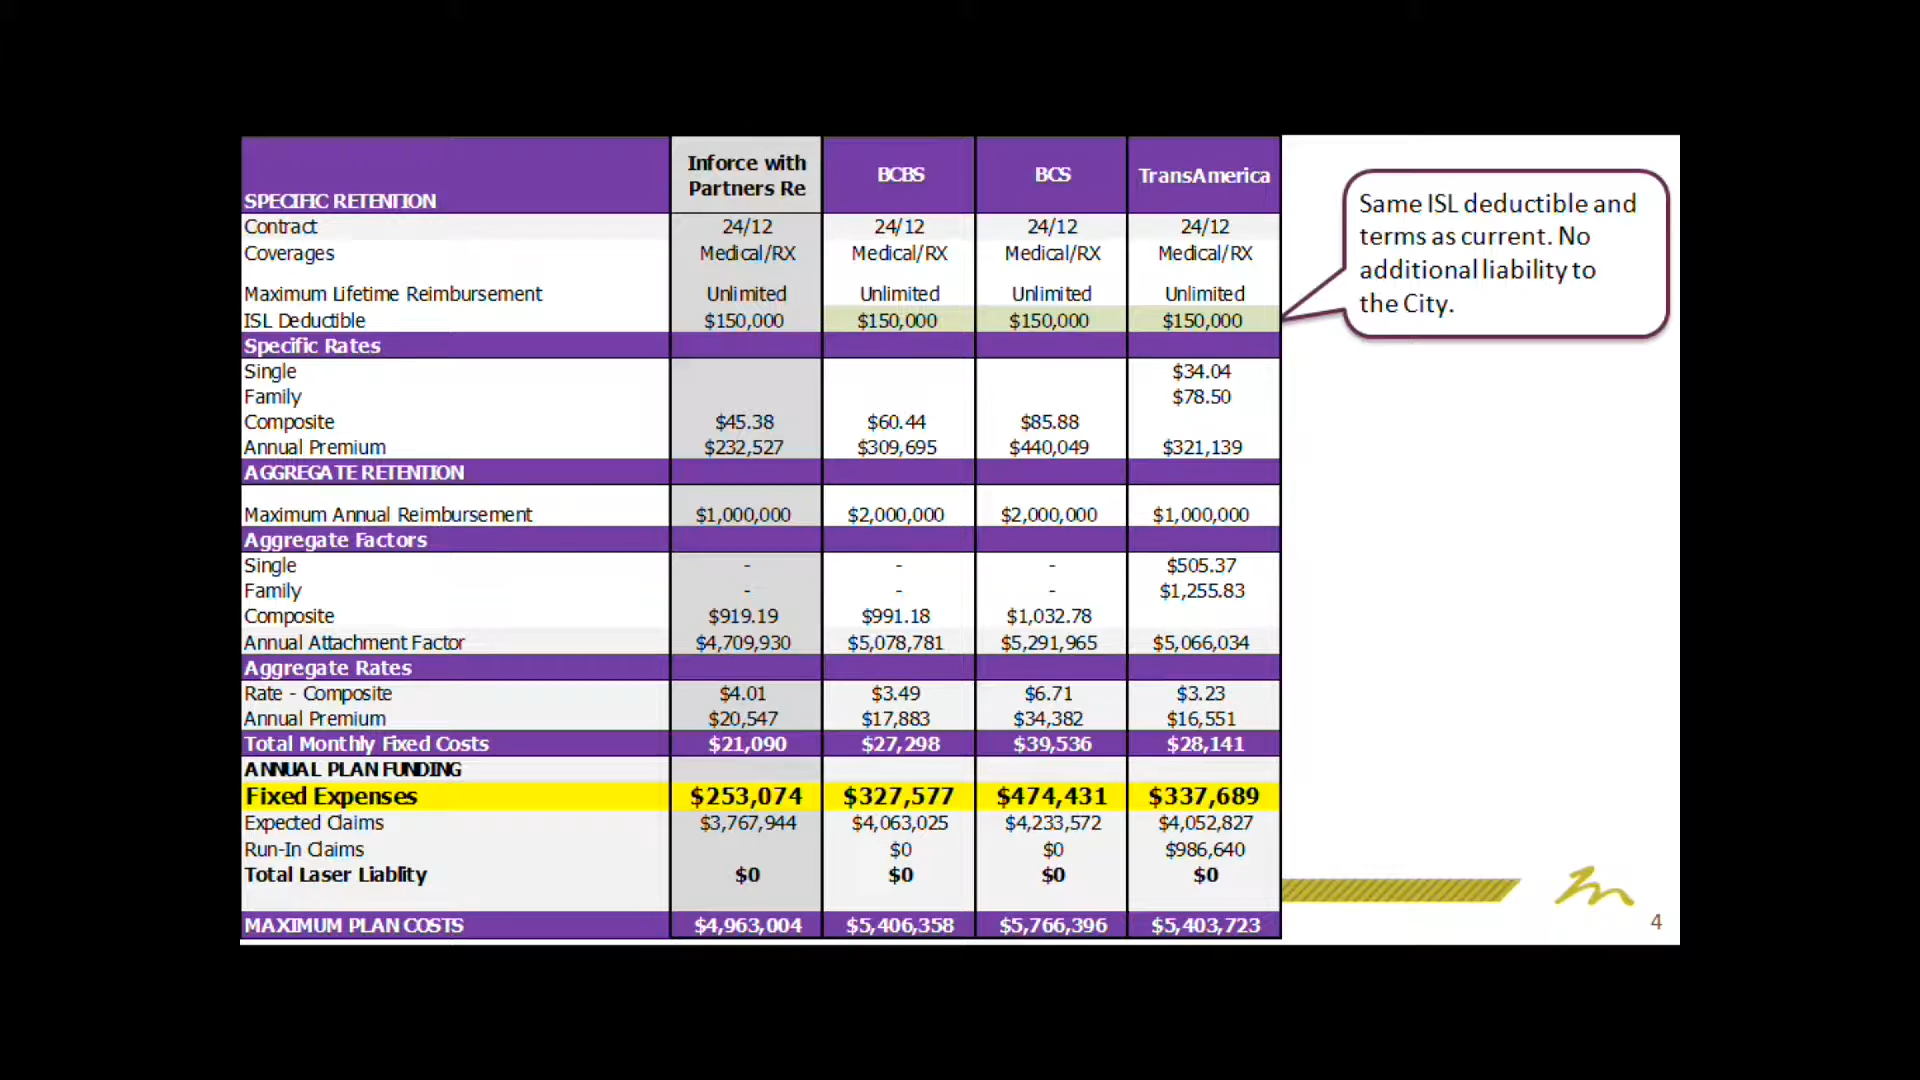 SPECIFIC RETENTION Inforce with Partners Re BCBS BCS TransAmerica
Contract 24/12 24/12 24/12 24/12
Coverages Medical/RX Medical/RX Medical/RX Medical/RX
Maximum Lifetime Reimbursement Unlimited Unlimited Unlimited Unlimited
ISL Deductible $150,000 $150,000 $150,000 $150,000
Specific Rates
Single $34.04
Family $78.50
Composite $45.38 $60.44 $85.88
Annual Premium $232,527 $309,695 $440,049 $321,139
AGGREGATE RETENTION
Maximum Annual Reimbursement $1,000,000 $2,000,000 $2,000,000 $1,000,000
Aggregate Factors
Single - - - $505.37
Family - - - $1,255.83
Composite $919.19 $991.18 $1,032.78
Annual Attachment Factor $4,709,930 $5,078,781 $5,291,965 $5,066,034
Aggregate Rates
Rate - Composite $4.01 $3.49 $6.71 $3.23
Annual Premium $20,547 $17,883 $34,382 $16,551
Total Monthly Fixed Costs $21,090 $27,298 $39,536 $28,141
ANNUAL PLAN FUNDING
Fixed Expenses $253,074 $327,577 $474,431 $337,689
Expected Claims $3,767,944 $4,063,025 $4,233,572 $4,052,827
Run-In Claims $0 $0 $986,640
Total Laser Liablity $0 $0 $0 $0
MAXIMUM PLAN COSTS $4,963,004 $5,406,358 $5,766,396 $5,403,723
Same ISL deductible and
terms as current. No
additional liability to
the City.
4